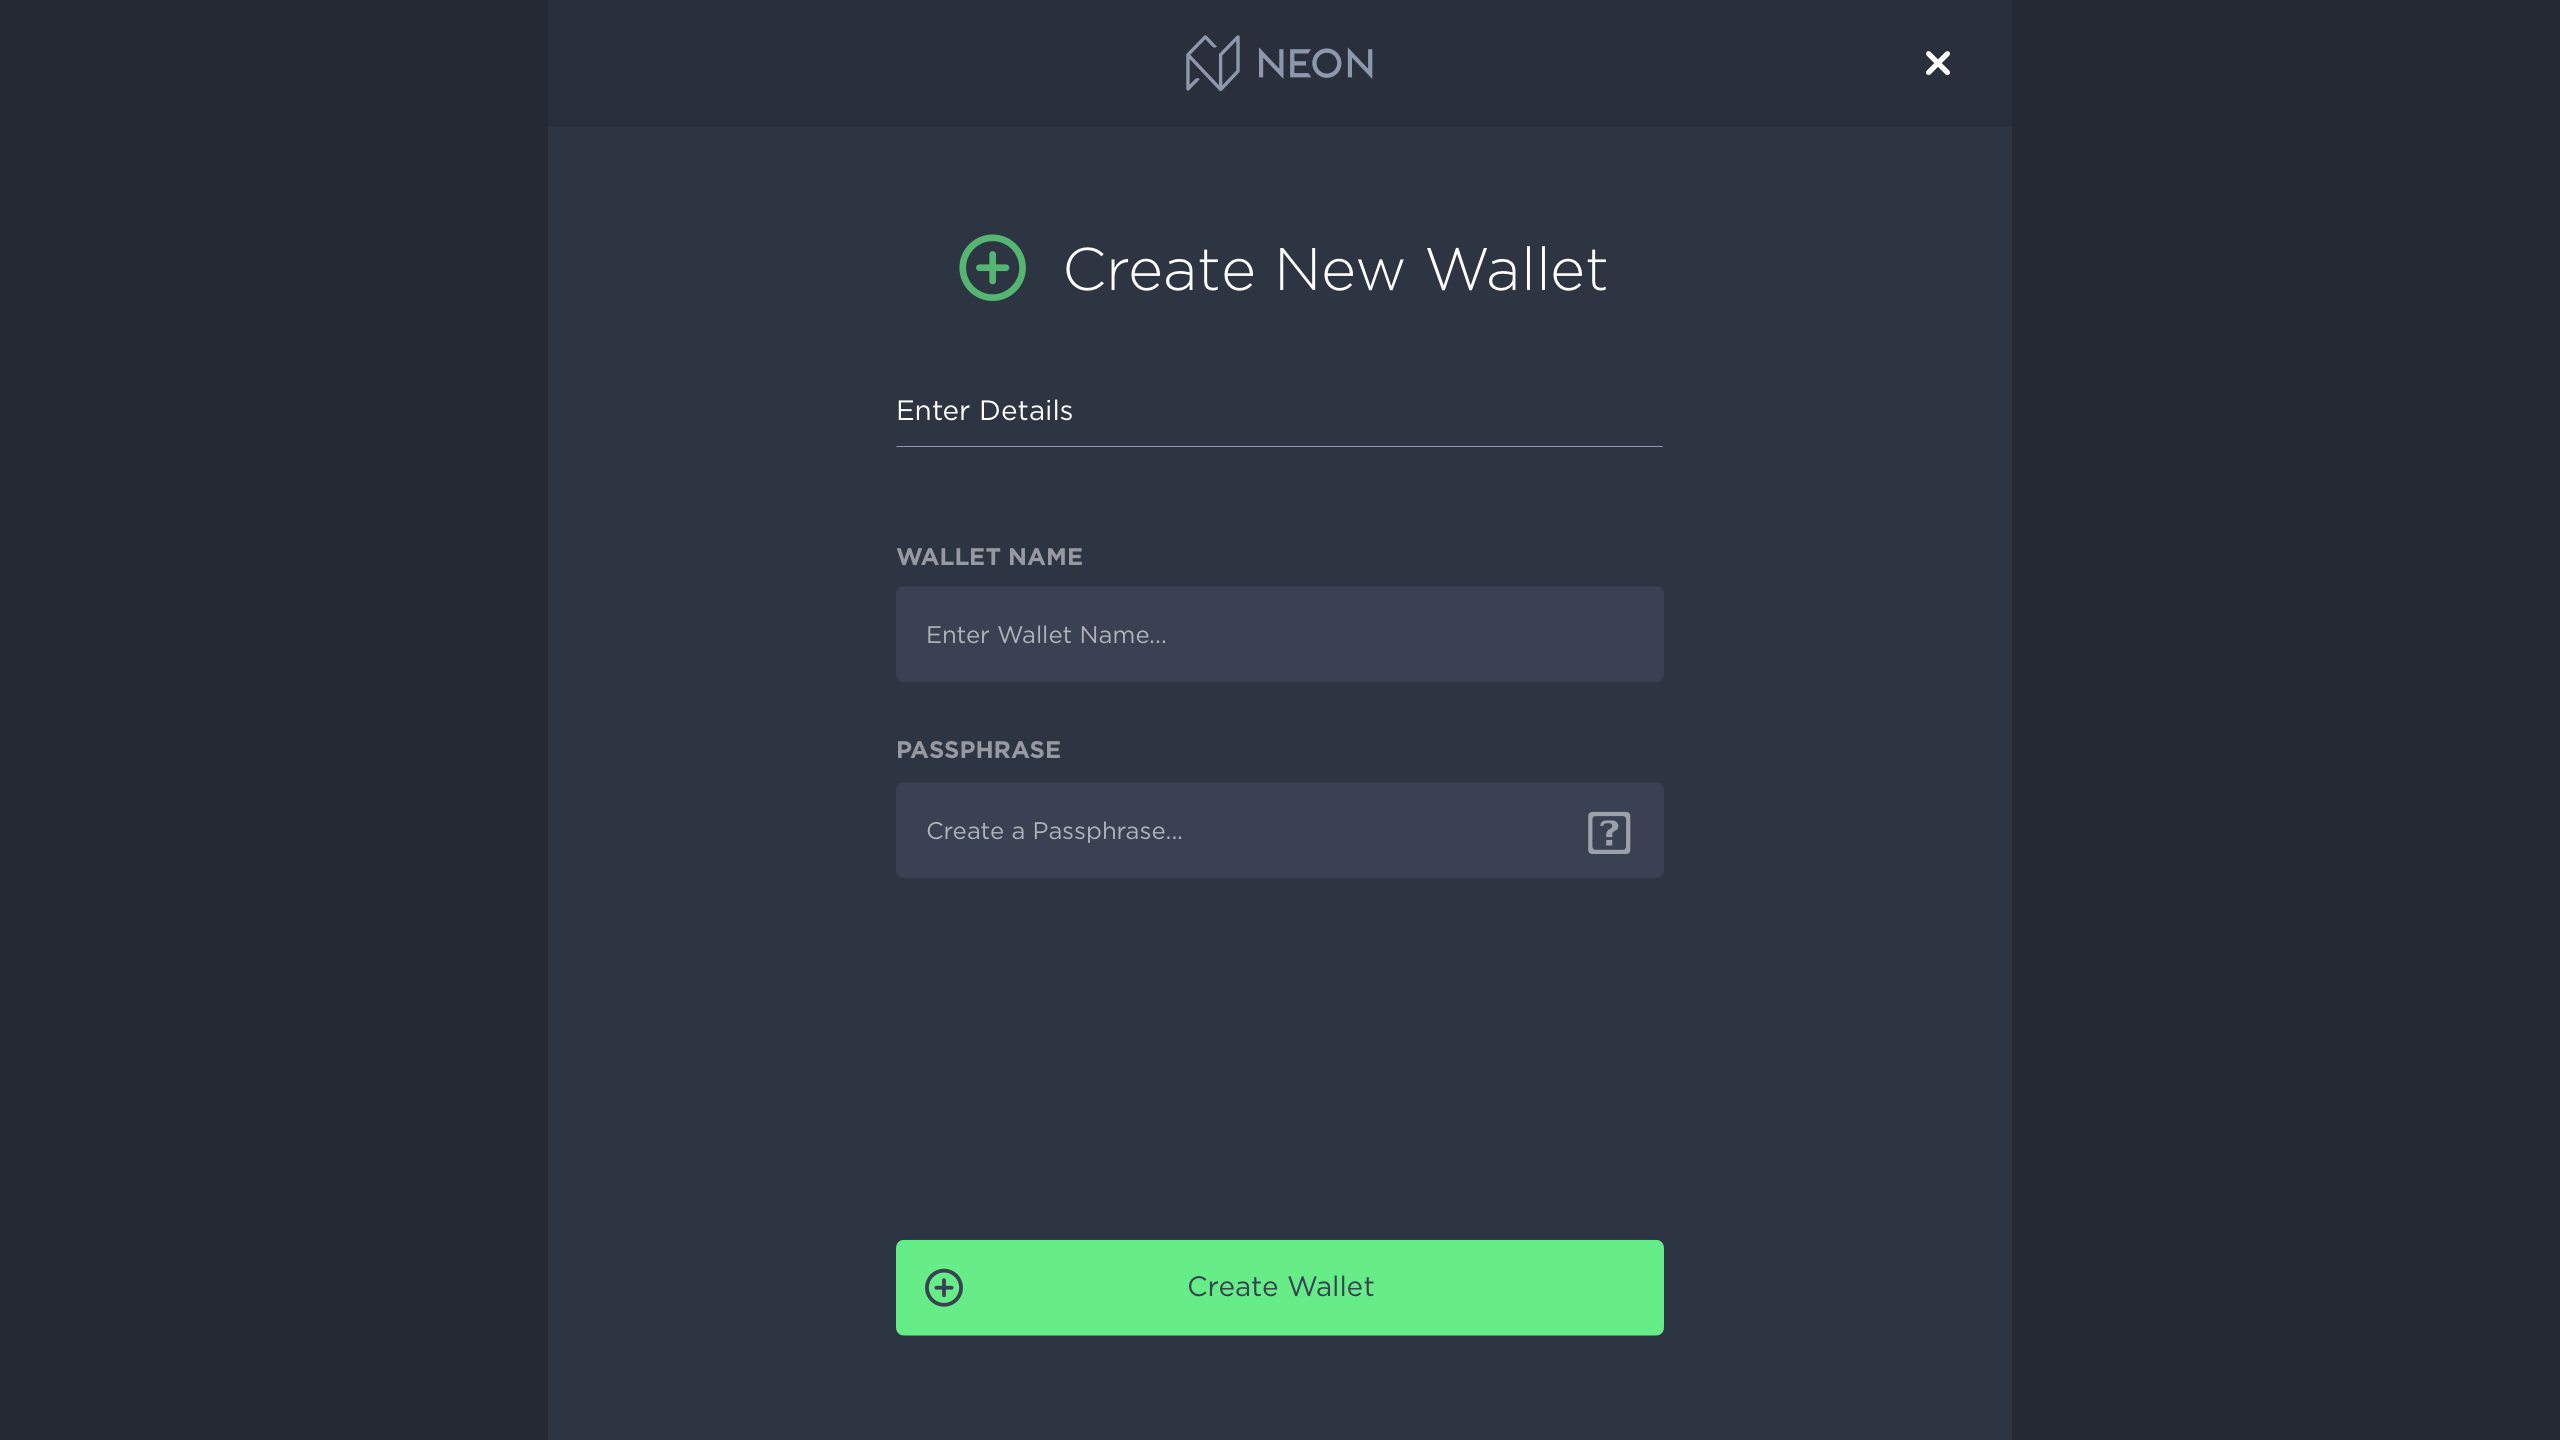 NEON
Create New Wallet
Enter Details
WALLET NAME
Enter Wallet Name...
PASSPHRASE
Create a Passphrase...
?
Create Wallet